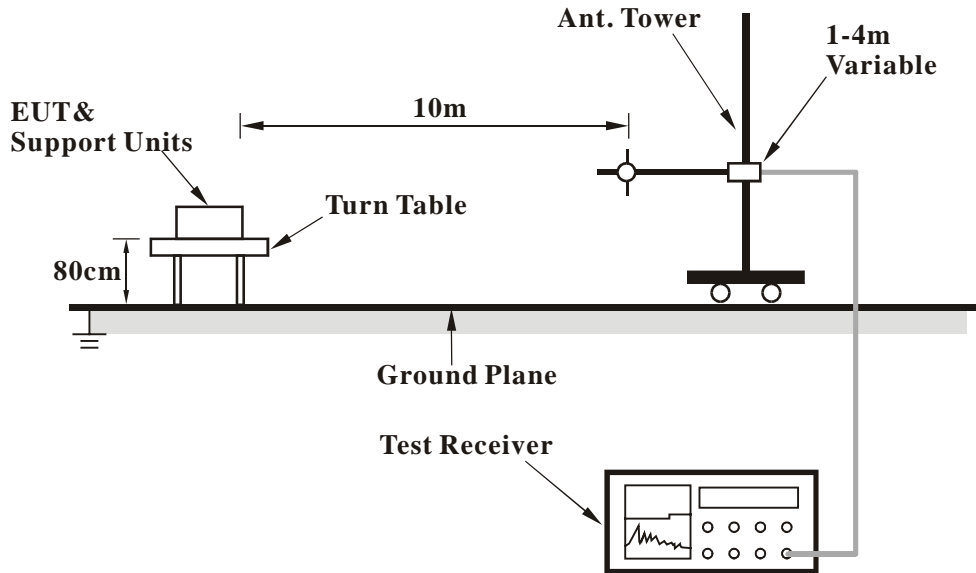 Ant. Tower
1-4m
Variable
EUT&
Support Units
10m
Turn Table
80cm
Ground Plane
Test Receiver